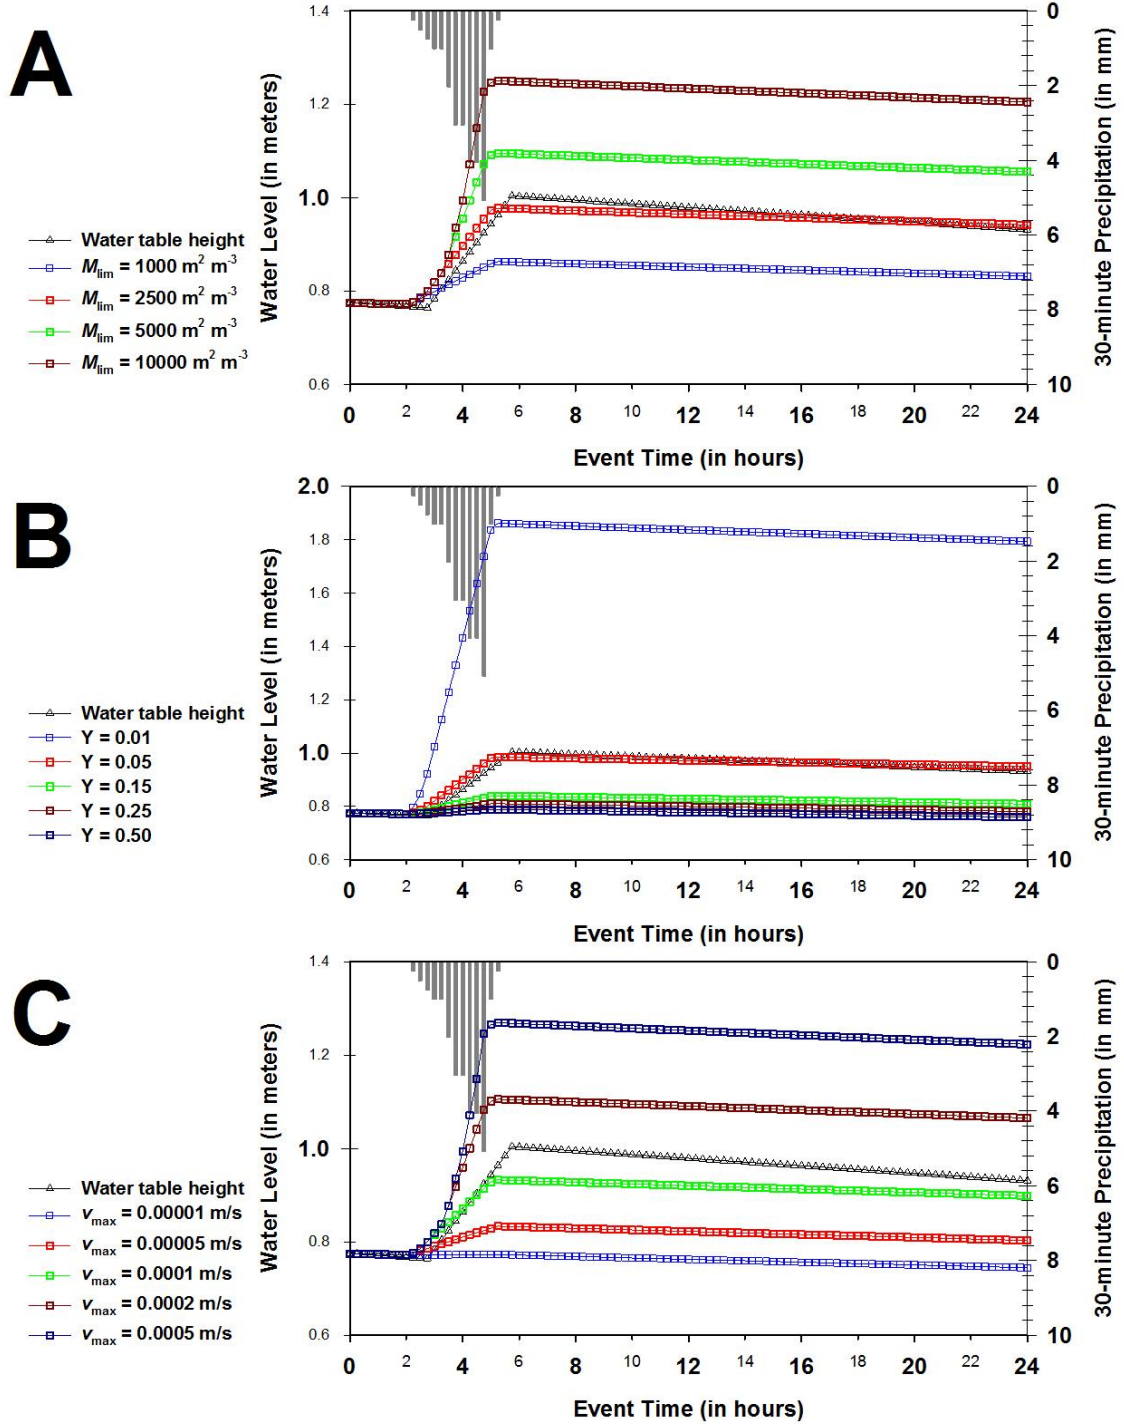 A
1.4
1.2
1.0
0.8
0.6
Water Level (in meters)
0
2
4
6
8
10
30-minute Precipitation (in mm)
Water table height
Mlim = 1000 m² m⁻³
Mlim = 2500 m² m⁻³
Mlim = 5000 m² m⁻³
Mlim = 10000 m² m⁻³
0 2 4 6 8 10 12 14 16 18 20 22 24
Event Time (in hours)
B
2.0
1.8
1.6
1.4
1.2
1.0
0.8
0.6
Water Level (in meters)
0
2
4
6
8
10
30-minute Precipitation (in mm)
Water table height
Y = 0.01
Y = 0.05
Y = 0.15
Y = 0.25
Y = 0.50
0 2 4 6 8 10 12 14 16 18 20 22 24
Event Time (in hours)
C
1.4
1.2
1.0
0.8
0.6
Water Level (in meters)
0
2
4
6
8
10
30-minute Precipitation (in mm)
Water table height
vmax = 0.00001 m/s
vmax = 0.00005 m/s
vmax = 0.0001 m/s
vmax = 0.0002 m/s
vmax = 0.0005 m/s
0 2 4 6 8 10 12 14 16 18 20 22 24
Event Time (in hours)